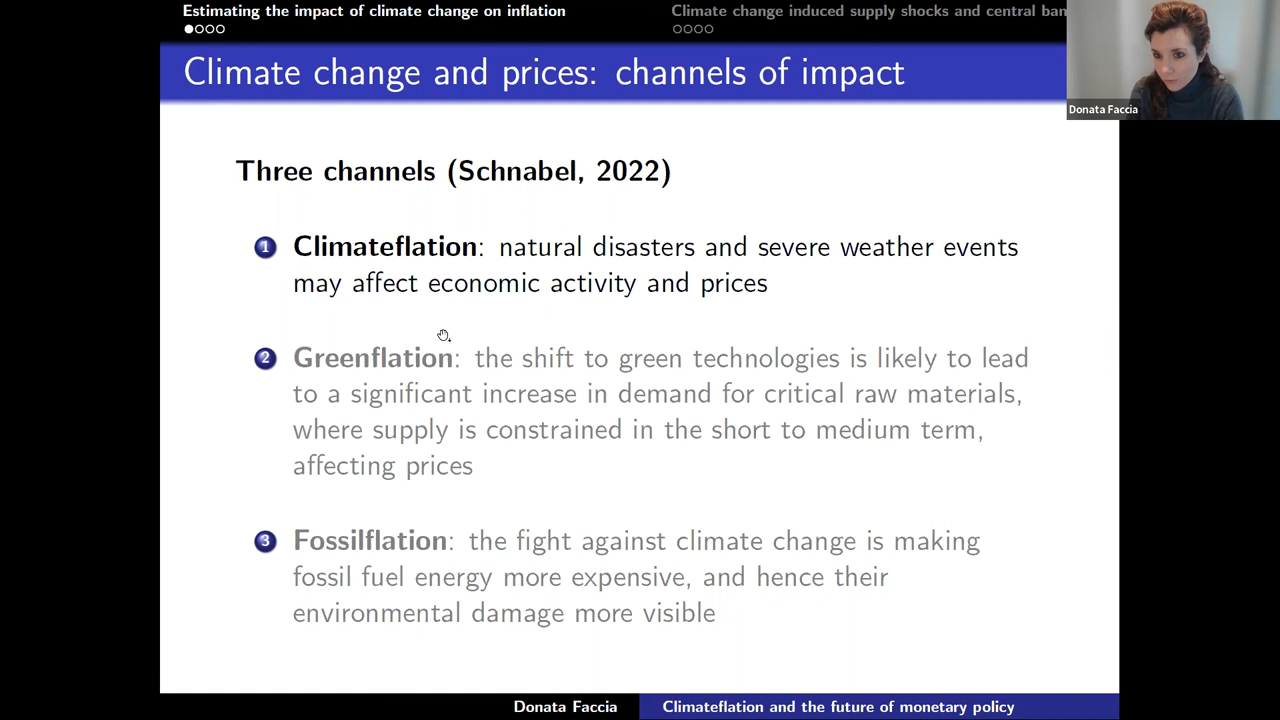 Estimating the impact of climate change on inflation
Climate change induced supply shocks and central ban
Climate change and prices: channels of impact
Donata Faccia
Three channels (Schnabel, 2022)
1 Climateflation: natural disasters and severe weather events
may affect economic activity and prices
2 Greenflation: the shift to green technologies is likely to lead
to a significant increase in demand for critical raw materials,
where supply is constrained in the short to medium term,
affecting prices
3 Fossilflation: the fight against climate change is making
fossil fuel energy more expensive, and hence their
environmental damage more visible
Donata Faccia
Climateflation and the future of monetary policy